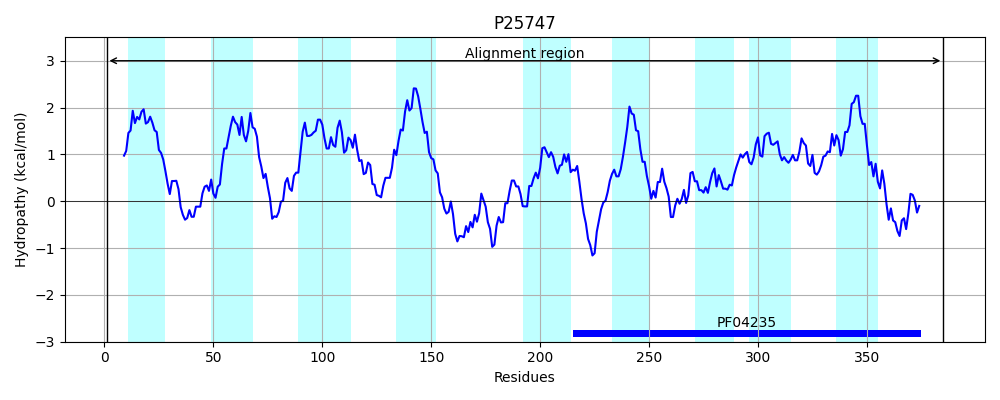 P25747
Alignment region
PF04235
Hydropathy (kcal/mol)
3
2
1
0
−1
−2
−3
0 50 100 150 200 250 300 350
Residues